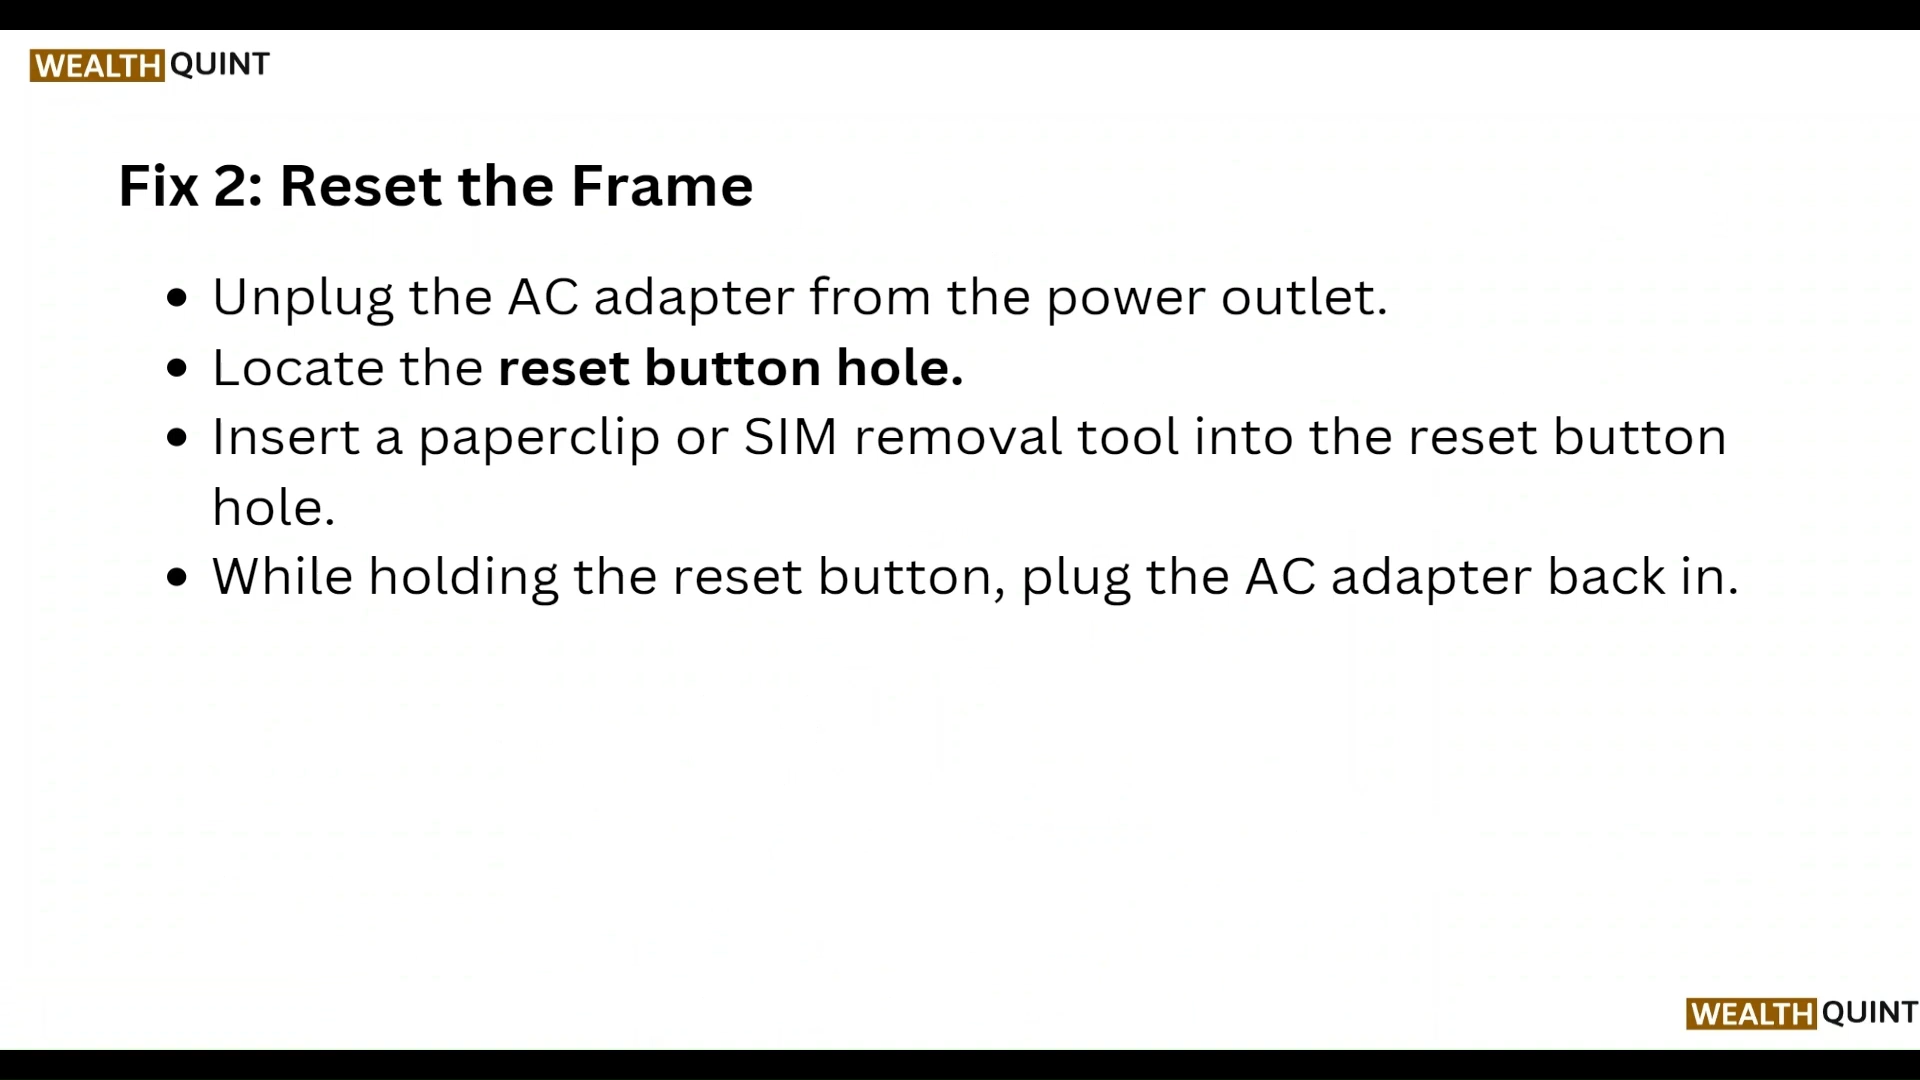 WEALTH QUINT
Fix 2: Reset the Frame
• Unplug the AC adapter from the power outlet.
• Locate the reset button hole.
• Insert a paperclip or SIM removal tool into the reset button
hole.
• While holding the reset button, plug the AC adapter back in.
WEALTH QUINT